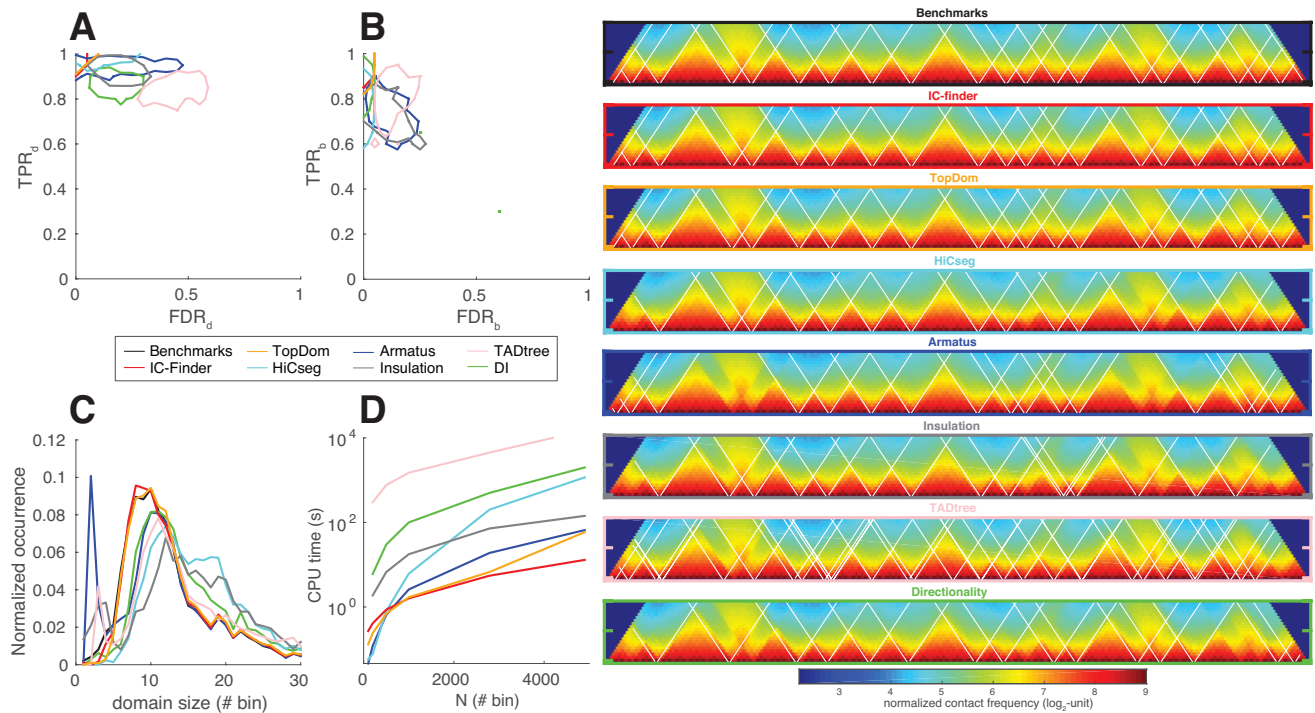 A
1
0.8
0.6
0.4
0.2
0
0
0.5
1
TPR_d
FDR_d
B
1
0.8
0.6
0.4
0.2
0
0
0.5
1
TPR_b
FDR_b
Benchmarks
TopDom
Armatus
TADtree
IC-Finder
HiCseg
Insulation
DI
C
0.12
0.1
0.08
0.06
0.04
0.02
0
0
10
20
30
Normalized occurrence
domain size (# bin)
D
10^4
10^2
10^0
0
2000
4000
CPU time (s)
N (# bin)
Benchmarks
IC-finder
TopDom
HiCseg
Armatus
Insulation
TADtree
Directionality
3
4
5
6
7
8
9
normalized contact frequency (log_2-unit)